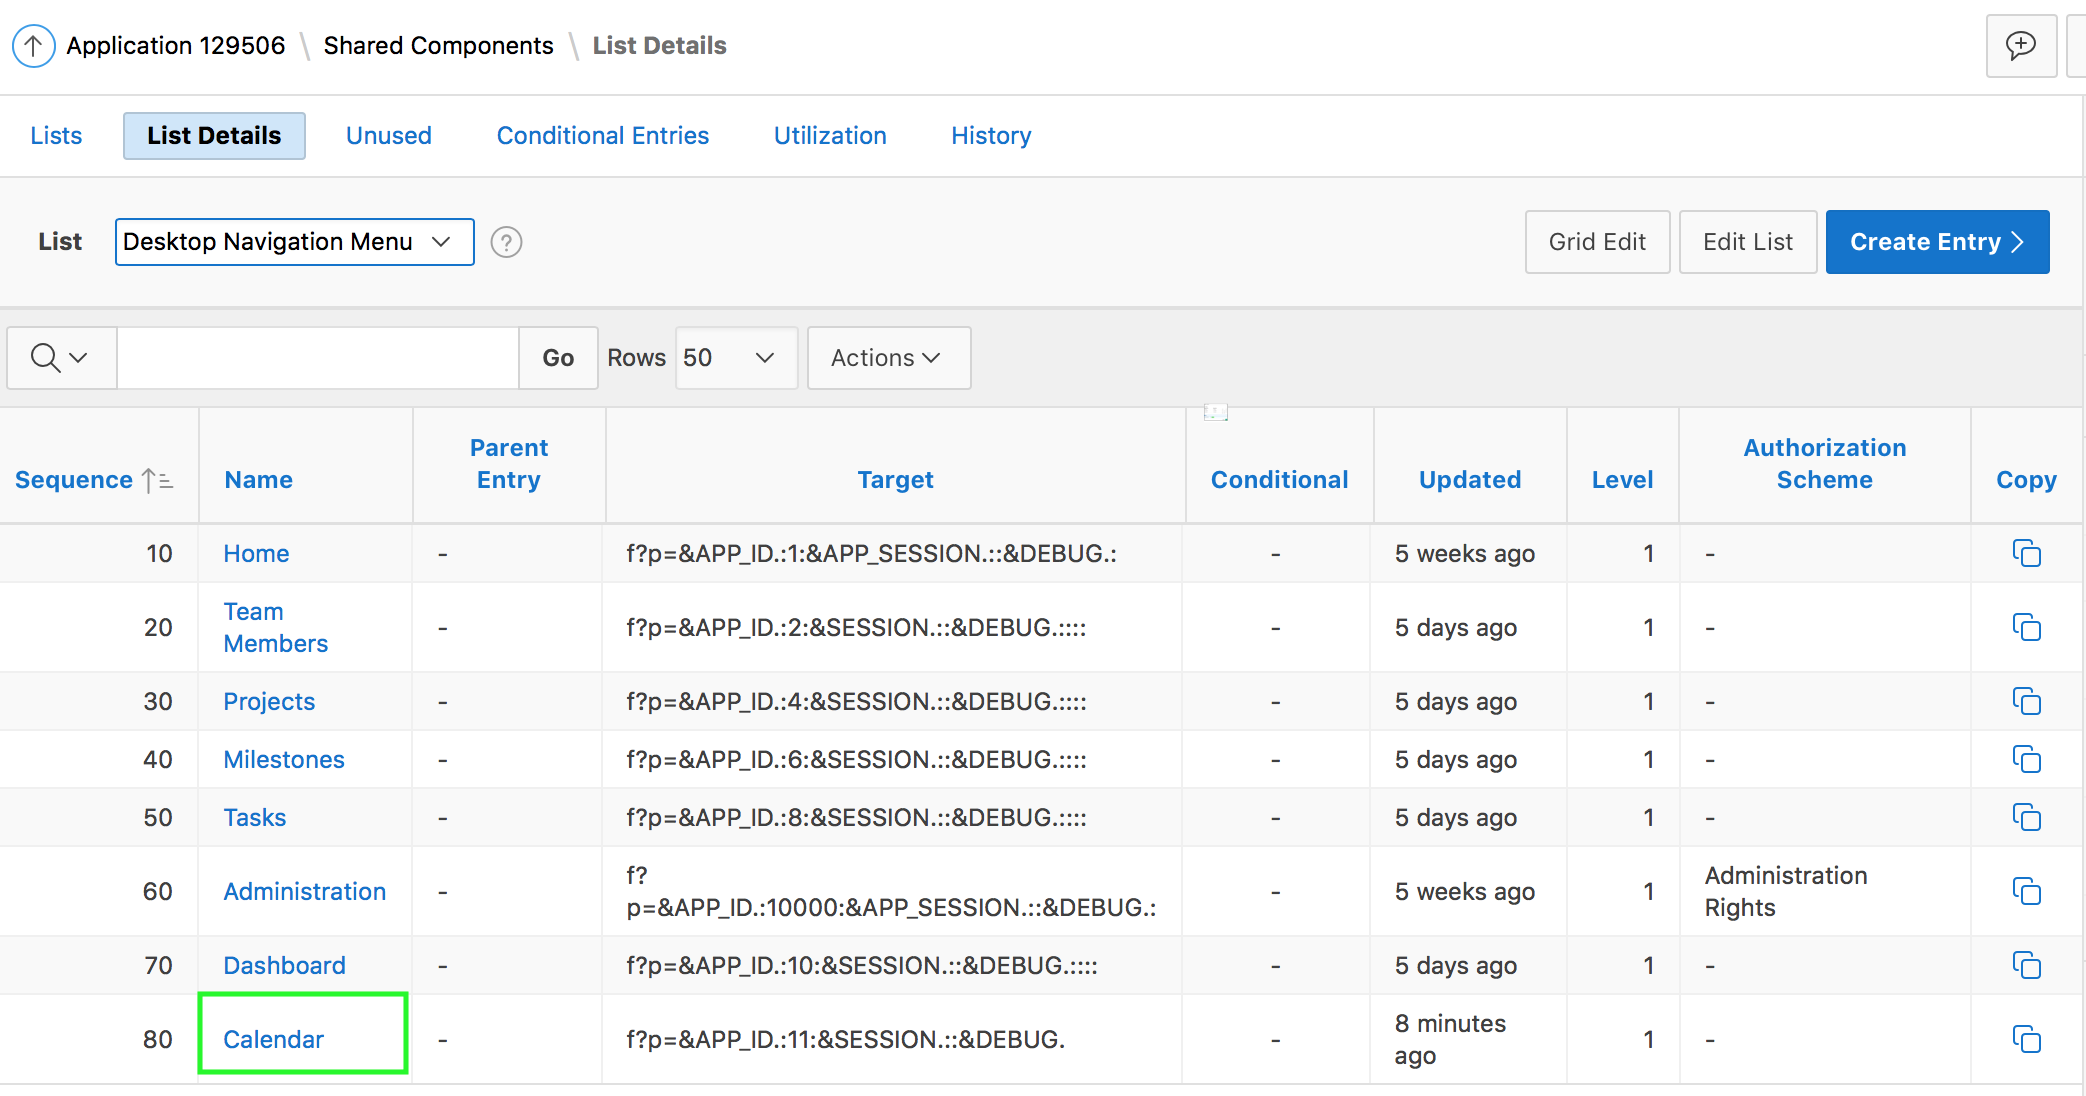 Application 129506 \ Shared Components \ List Details
Lists List Details Unused Conditional Entries Utilization History
List Desktop Navigation Menu ? Grid Edit Edit List Create Entry >
Go Rows 50 Actions
Sequence Name Parent Entry Target Conditional Updated Level Authorization Scheme Copy
10 Home - f?p=&APP_ID.:1:&APP_SESSION.::&DEBUG.: - 5 weeks ago 1 -
20 Team Members - f?p=&APP_ID.:2:&SESSION.::&DEBUG.:::: - 5 days ago 1 -
30 Projects - f?p=&APP_ID.:4:&SESSION.::&DEBUG.:::: - 5 days ago 1 -
40 Milestones - f?p=&APP_ID.:6:&SESSION.::&DEBUG.:::: - 5 days ago 1 -
50 Tasks - f?p=&APP_ID.:8:&SESSION.::&DEBUG.:::: - 5 days ago 1 -
60 Administration - f?p=&APP_ID.:10000:&APP_SESSION.::&DEBUG.: - 5 weeks ago 1 Administration Rights
70 Dashboard - f?p=&APP_ID.:10:&SESSION.::&DEBUG.:::: - 5 days ago 1 -
80 Calendar - f?p=&APP_ID.:11:&SESSION.::&DEBUG. - 8 minutes ago 1 -